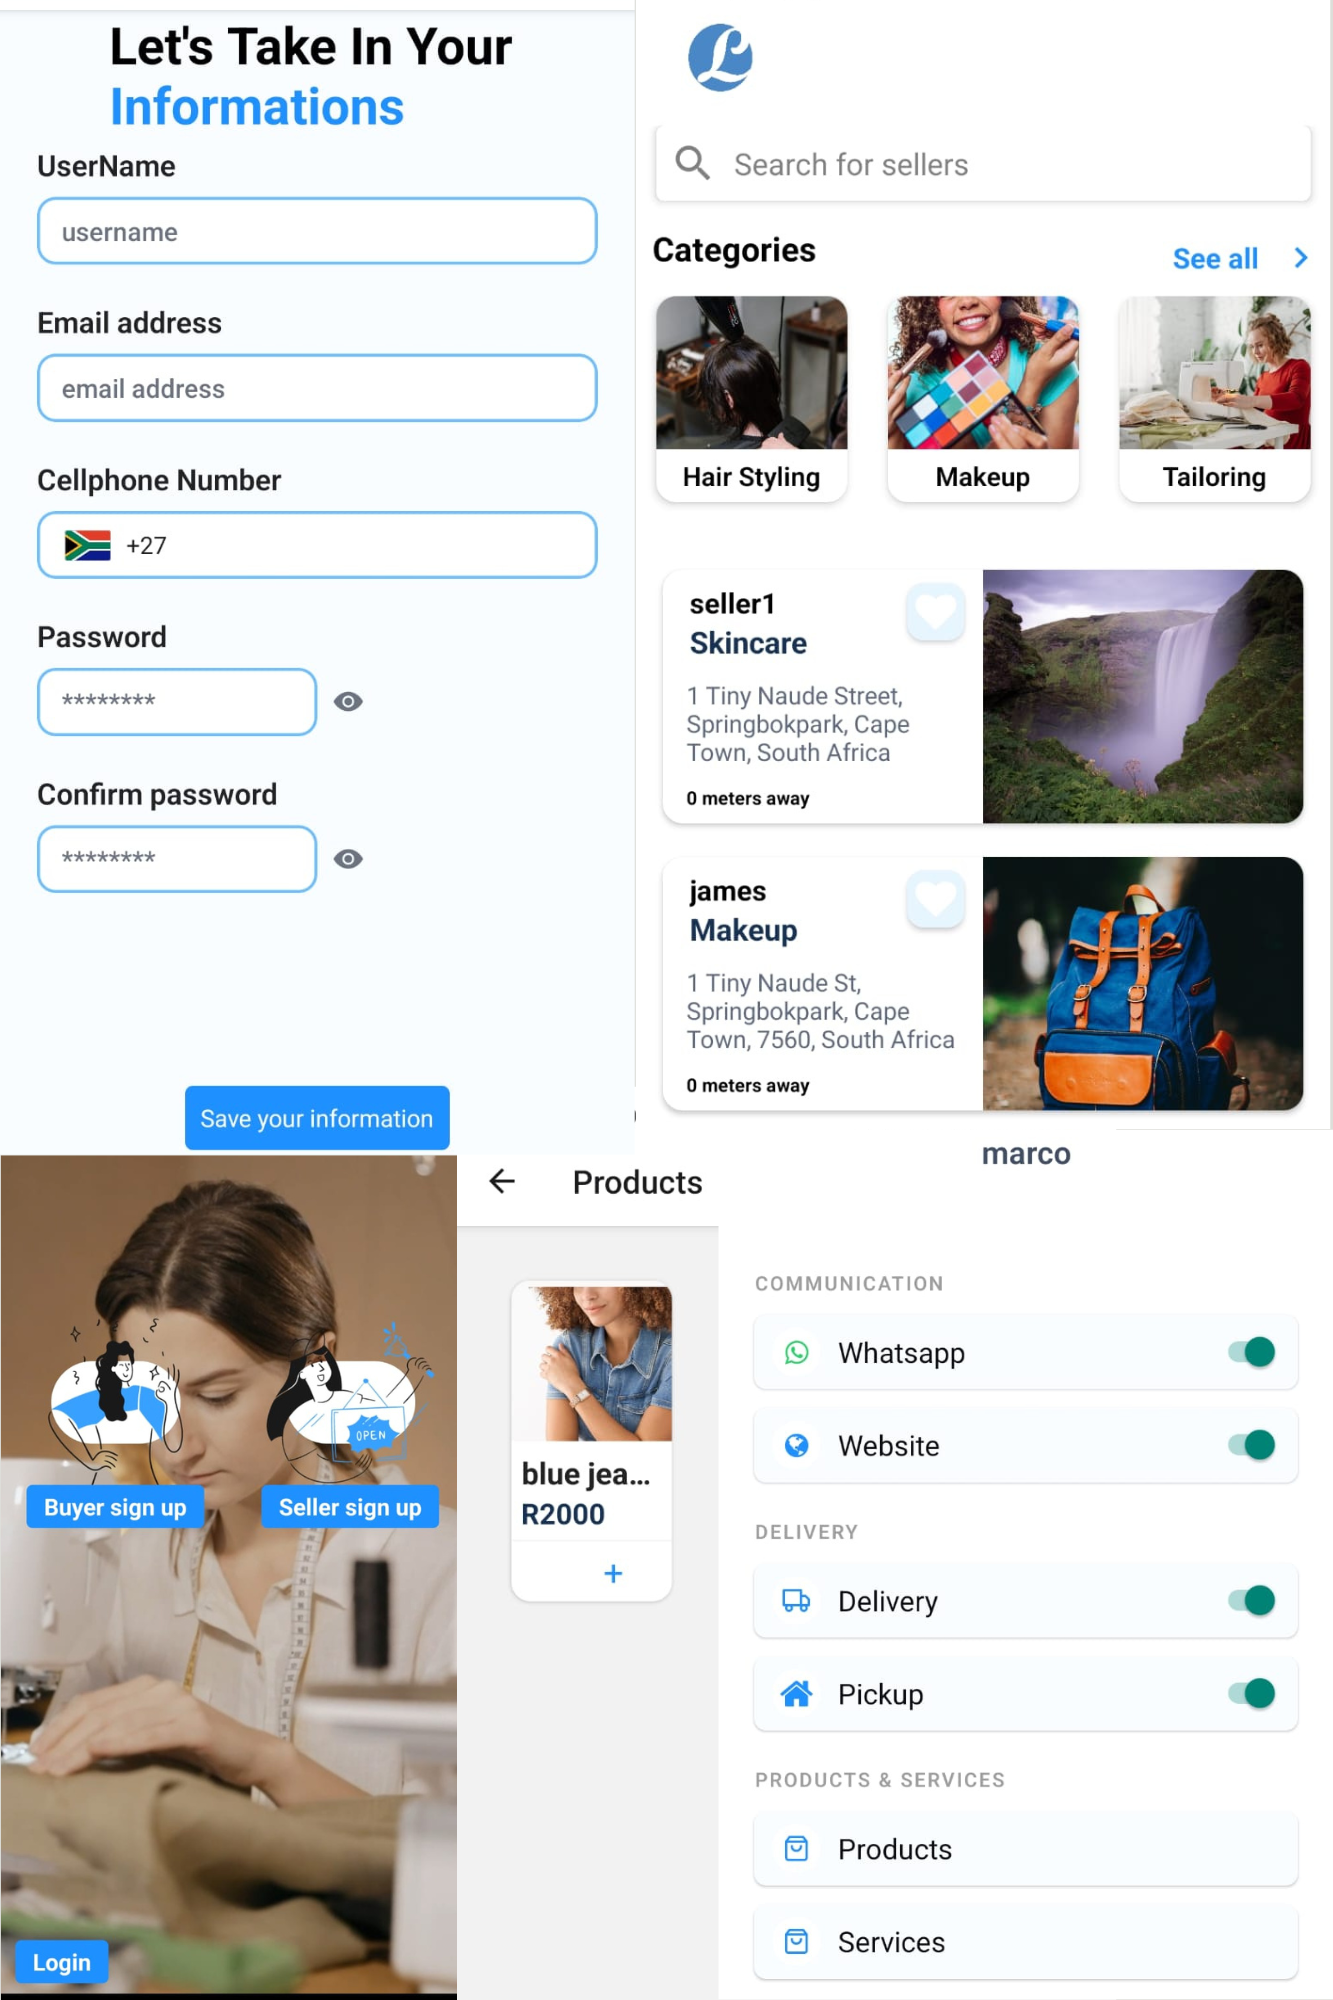 Let's Take In Your
Informations
UserName
username
Email address
email address
Cellphone Number
+27
Password
********
Confirm password
********
Save your information
L
Search for sellers
Categories
See all
Hair Styling
Makeup
Tailoring
seller1
Skincare
1 Tiny Naude Street,
Springbokpark, Cape
Town, South Africa
0 meters away
james
Makeup
1 Tiny Naude St,
Springbokpark, Cape
Town, 7560, South Africa
0 meters away
OPEN
Buyer sign up
Seller sign up
Login
Products
blue jea...
R2000
+
marco
COMMUNICATION
Whatsapp
Website
DELIVERY
Delivery
Pickup
PRODUCTS & SERVICES
Products
Services